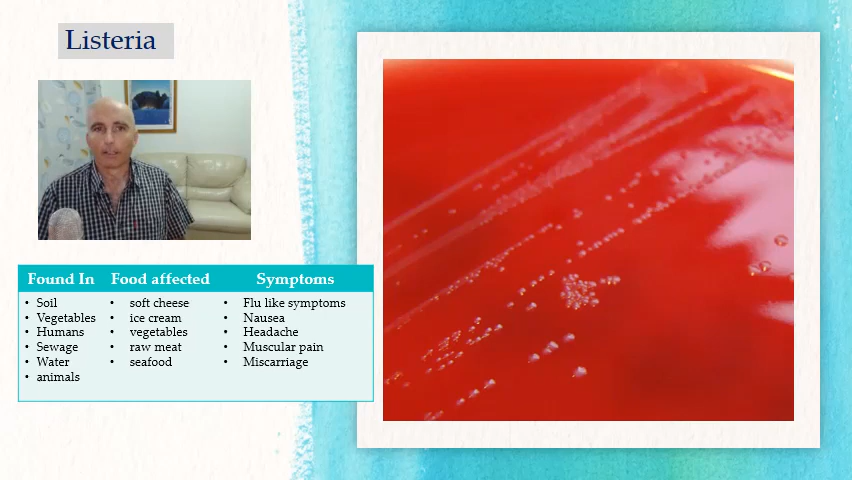 Listeria
Found In Food affected Symptoms
• Soil • soft cheese • Flu like symptoms
• Vegetables • ice cream • Nausea
• Humans • vegetables • Headache
• Sewage • raw meat • Muscular pain
• Water • seafood • Miscarriage
• animals